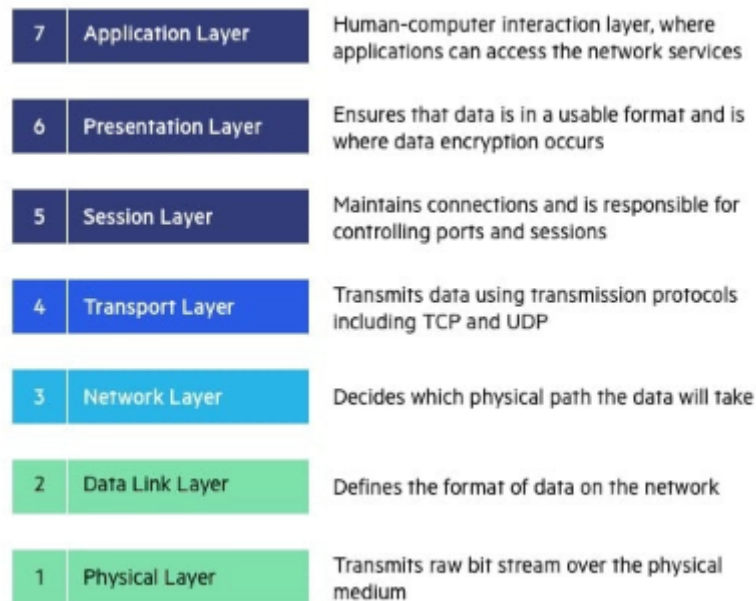 7 Application Layer
Human-computer interaction layer, where
applications can access the network services
6 Presentation Layer
Ensures that data is in a usable format and is
where data encryption occurs
5 Session Layer
Maintains connections and is responsible for
controlling ports and sessions
4 Transport Layer
Transmits data using transmission protocols
including TCP and UDP
3 Network Layer
Decides which physical path the data will take
2 Data Link Layer
Defines the format of data on the network
1 Physical Layer
Transmits raw bit stream over the physical
medium